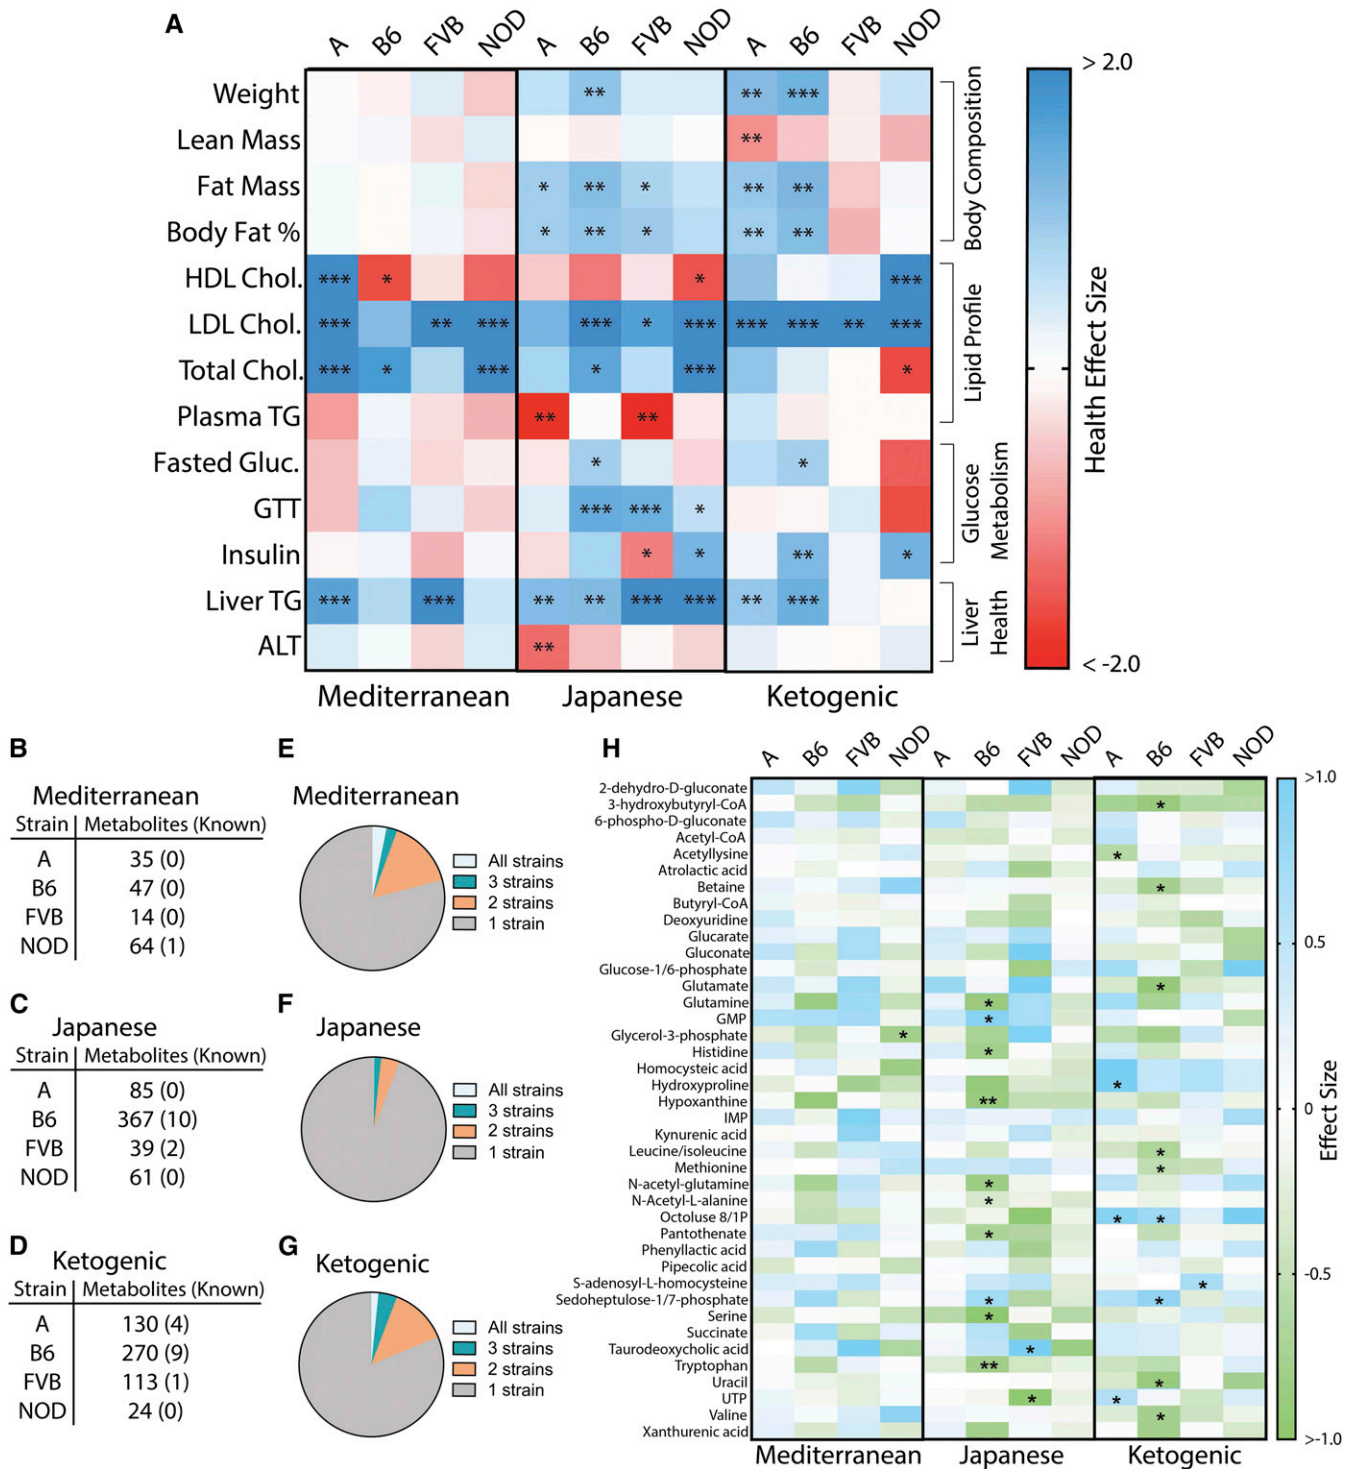 A
A B6 FVB NOD A B6 FVB NOD A B6 FVB NOD
Weight ** ** ***
Lean Mass **
Fat Mass * ** * ** **
Body Fat % * ** * ** **
HDL Chol. *** * * ***
LDL Chol. *** ** *** *** * *** *** *** ** ***
Total Chol. *** * *** * *** *
Plasma TG ** **
Fasted Gluc. * *
GTT *** *** *
Insulin * * ** *
Liver TG *** *** ** ** *** *** ** ***
ALT **
Mediterranean Japanese Ketogenic
Body Composition
Lipid Profile
Glucose
Metabolism
Liver
Health
> 2.0
Health Effect Size
< -2.0
B
Mediterranean
Strain Metabolites (Known)
A 35 (0)
B6 47 (0)
FVB 14 (0)
NOD 64 (1)
C
Japanese
Strain Metabolites (Known)
A 85 (0)
B6 367 (10)
FVB 39 (2)
NOD 61 (0)
D
Ketogenic
Strain Metabolites (Known)
A 130 (4)
B6 270 (9)
FVB 113 (1)
NOD 24 (0)
E
Mediterranean
All strains
3 strains
2 strains
1 strain
F
Japanese
All strains
3 strains
2 strains
1 strain
G
Ketogenic
All strains
3 strains
2 strains
1 strain
H
A B6 FVB NOD A B6 FVB NOD A B6 FVB NOD
2-dehydro-D-gluconate
3-hydroxybutyryl-CoA *
6-phospho-D-gluconate
Acetyl-CoA
Acetyllysine *
Atrolactic acid
Betaine *
Butyryl-CoA
Deoxyuridine
Glucarate
Gluconate
Glucose-1/6-phosphate
Glutamate *
Glutamine *
GMP *
Glycerol-3-phosphate *
Histidine *
Homocysteic acid
Hydroxyproline *
Hypoxanthine **
IMP
Kynurenic acid
Leucine/isoleucine *
Methionine *
N-acetyl-glutamine *
N-Acetyl-L-alanine *
Octoluse 8/1P * *
Pantothenate *
Phenyllactic acid
Pipecolic acid
S-adenosyl-L-homocysteine *
Sedoheptulose-1/7-phosphate * *
Serine *
Succinate
Taurodeoxycholic acid *
Tryptophan **
Uracil *
UTP * *
Valine *
Xanthurenic acid
Mediterranean Japanese Ketogenic
>1.0
0.5
0
-0.5
>-1.0
Effect Size